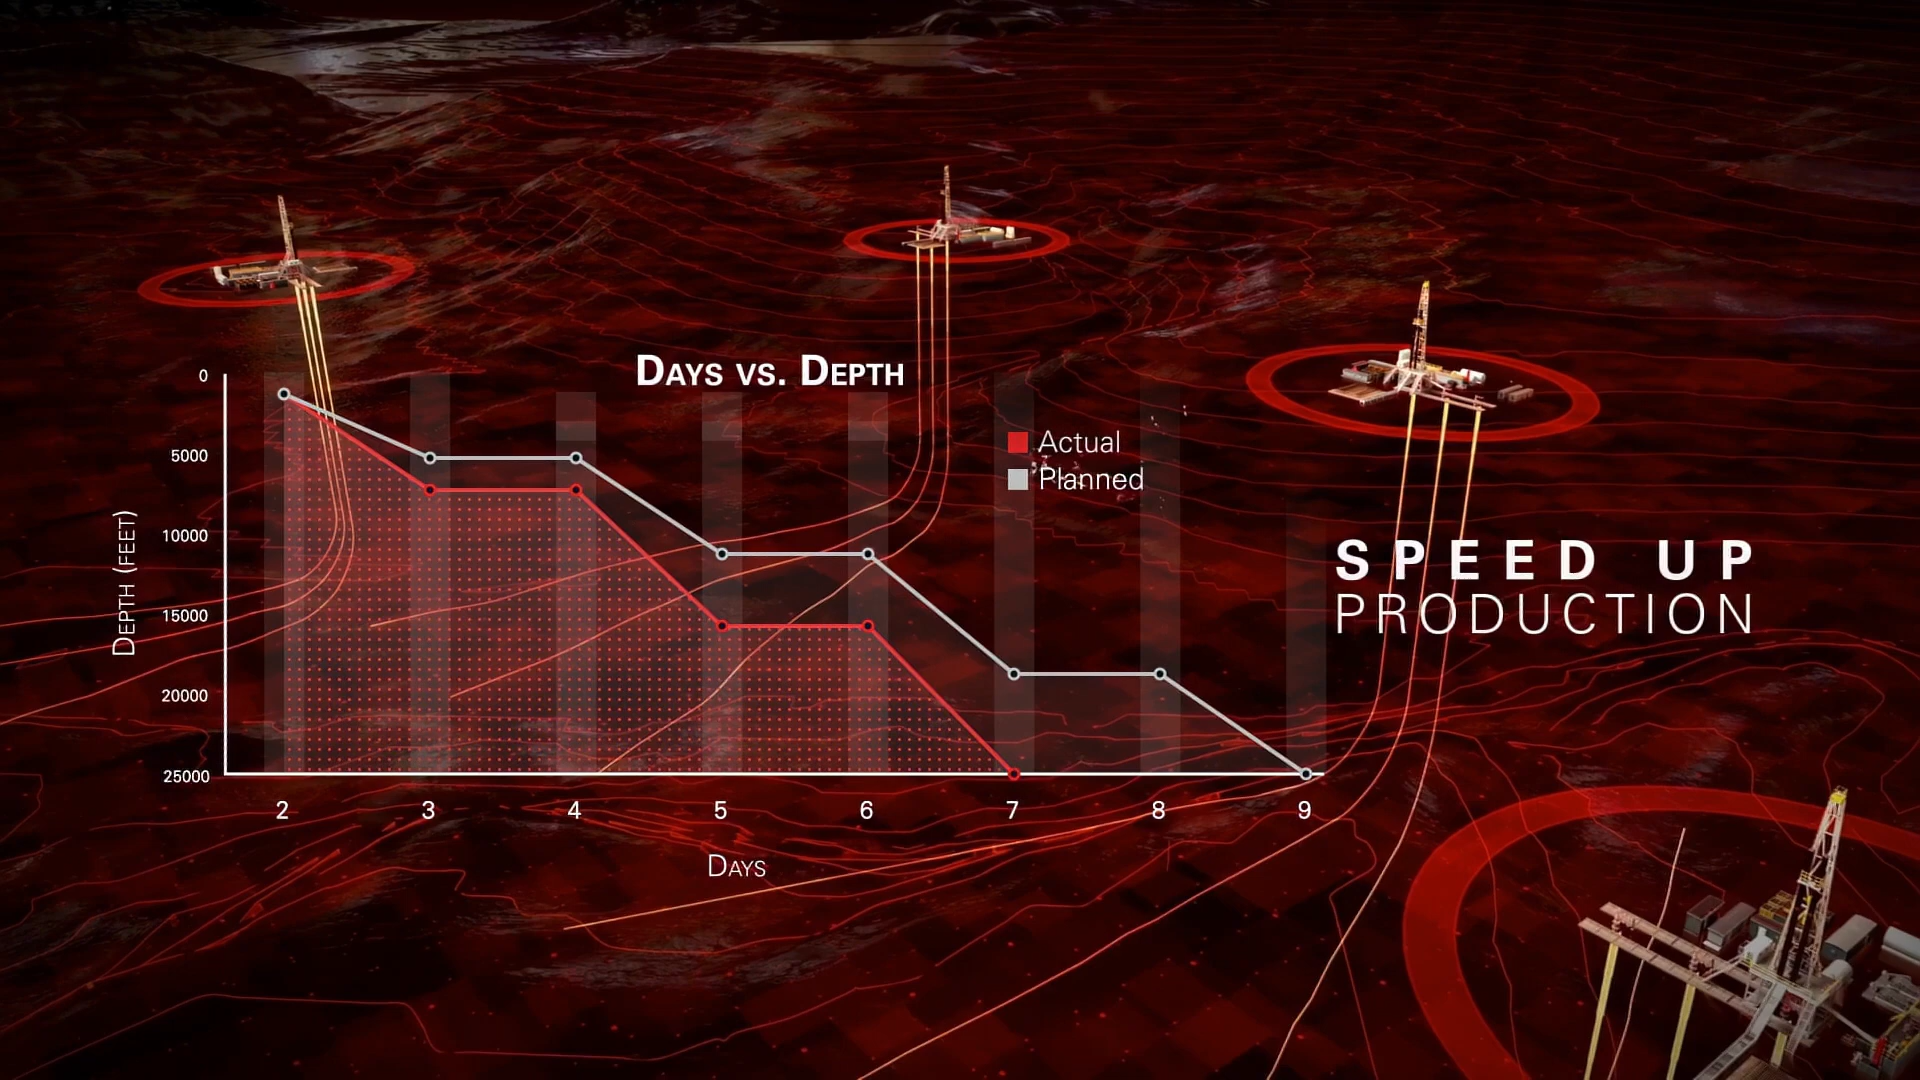 Days vs. Depth
Actual
Planned
Depth (feet)
0
5000
10000
15000
20000
25000
2 3 4 5 6 7 8 9
Days
SPEED UP
PRODUCTION